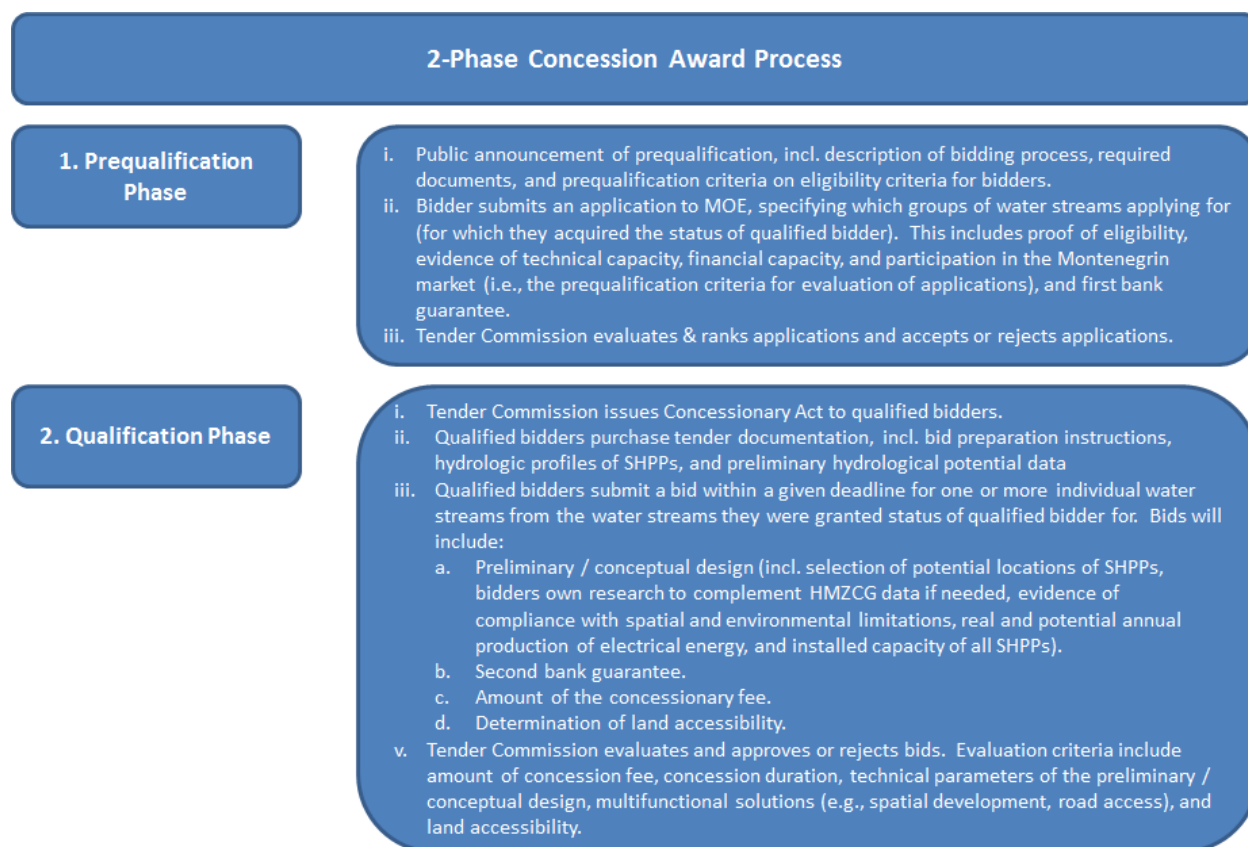 2-Phase Concession Award Process
1. Prequalification
Phase
i. Public announcement of prequalification, incl. description of bidding process, required
documents, and prequalification criteria on eligibility criteria for bidders.
ii. Bidder submits an application to MOE, specifying which groups of water streams applying for
(for which they acquired the status of qualified bidder). This includes proof of eligibility,
evidence of technical capacity, financial capacity, and participation in the Montenegrin
market (i.e., the prequalification criteria for evaluation of applications), and first bank
guarantee.
iii. Tender Commission evaluates & ranks applications and accepts or rejects applications.
2. Qualification Phase
i. Tender Commission issues Concessionary Act to qualified bidders.
ii. Qualified bidders purchase tender documentation, incl. bid preparation instructions,
hydrologic profiles of SHPPs, and preliminary hydrological potential data
iii. Qualified bidders submit a bid within a given deadline for one or more individual water
streams from the water streams they were granted status of qualified bidder for. Bids will
include:
a. Preliminary / conceptual design (incl. selection of potential locations of SHPPs,
bidders own research to complement HMZCG data if needed, evidence of
compliance with spatial and environmental limitations, real and potential annual
production of electrical energy, and installed capacity of all SHPPs).
b. Second bank guarantee.
c. Amount of the concessionary fee.
d. Determination of land accessibility.
v. Tender Commission evaluates and approves or rejects bids. Evaluation criteria include
amount of concession fee, concession duration, technical parameters of the preliminary /
conceptual design, multifunctional solutions (e.g., spatial development, road access), and
land accessibility.